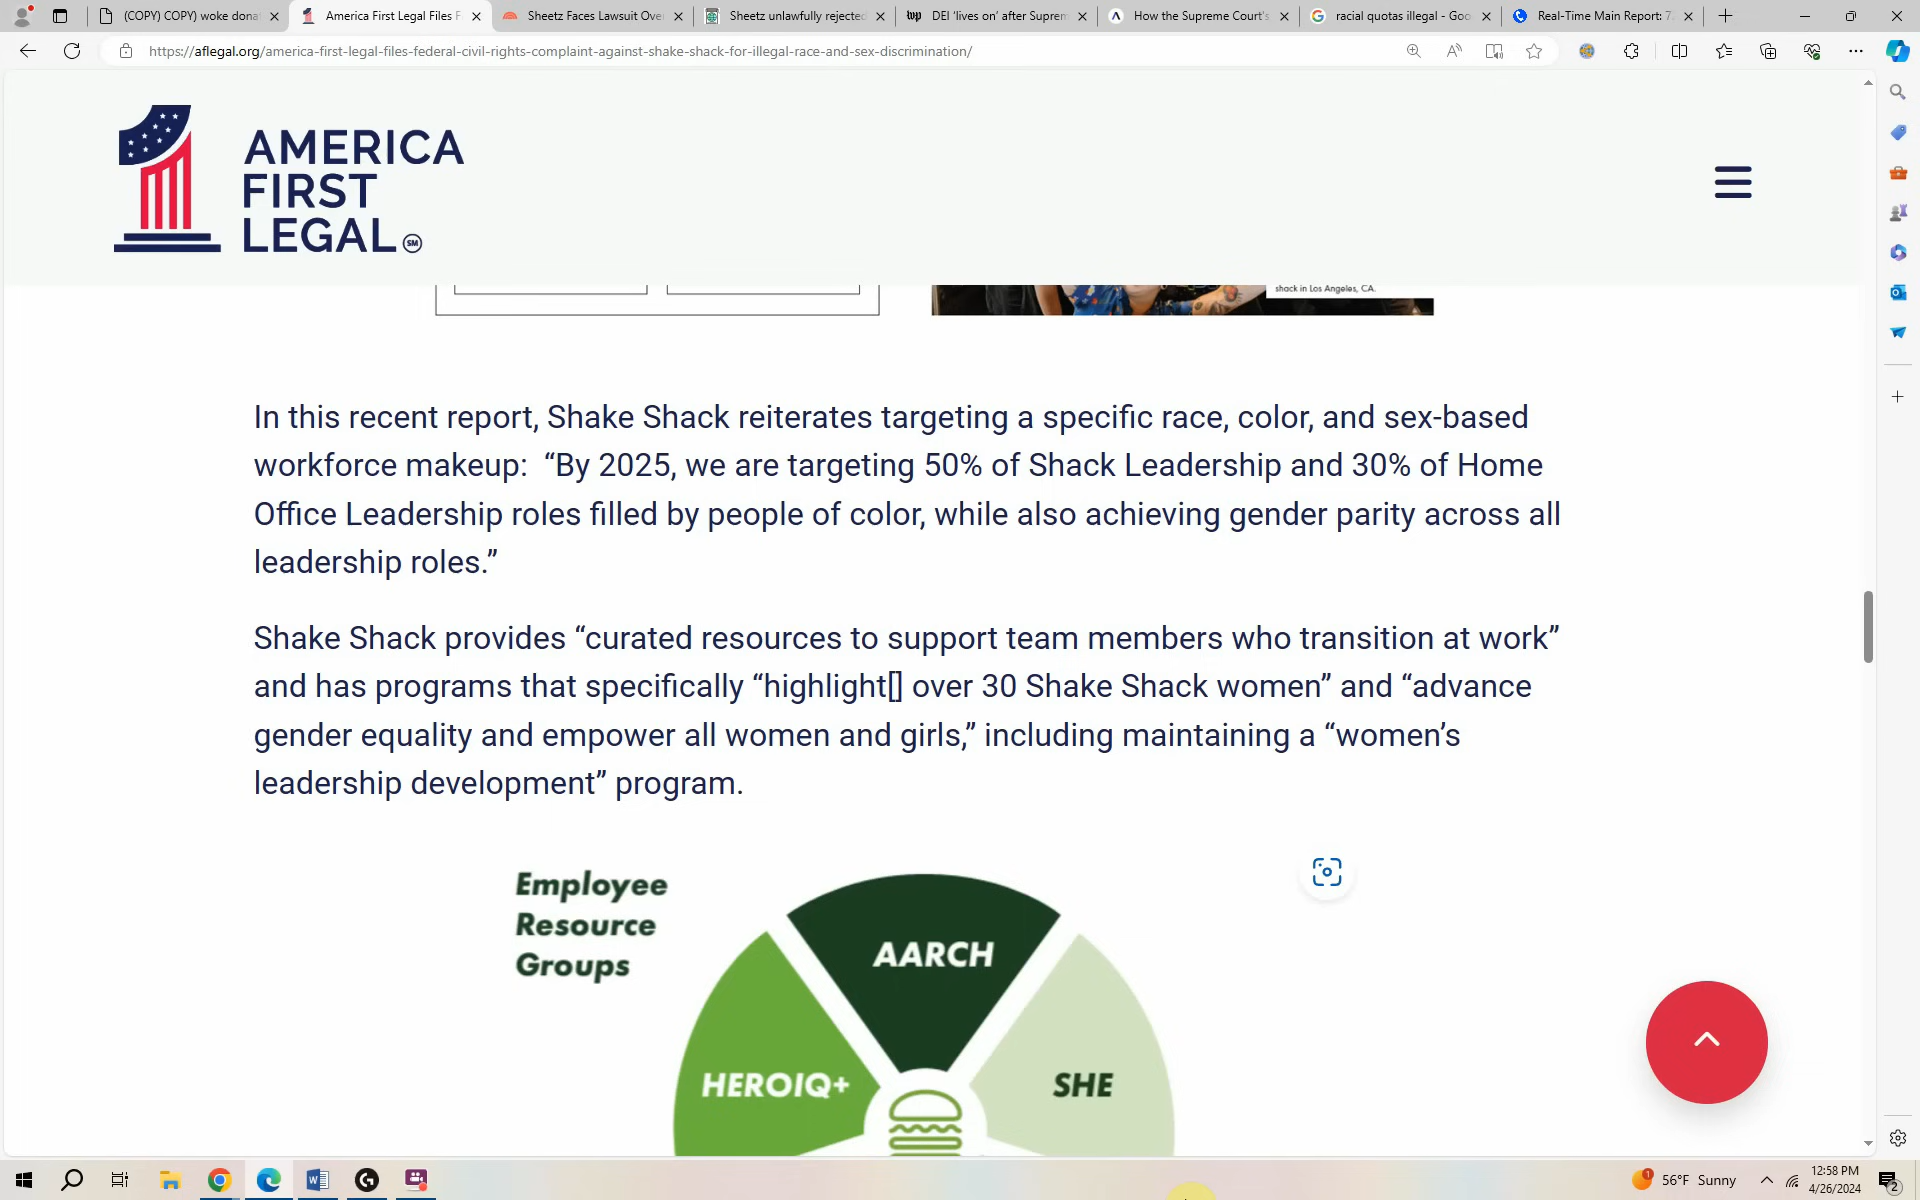 (COPY) COPY) woke dona
America First Legal Files F
Sheetz Faces Lawsuit Ove
Sheetz unlawfully rejected
DEI ‘lives on’ after Suprem
How the Supreme Court's
racial quotas illegal - Goo
Real-Time Main Report: 7
https://aflegal.org/america-first-legal-files-federal-civil-rights-complaint-against-shake-shack-for-illegal-race-and-sex-discrimination/
AMERICA
FIRST
LEGAL SM
shack in Los Angeles, CA.
In this recent report, Shake Shack reiterates targeting a specific race, color, and sex-based
workforce makeup:  “By 2025, we are targeting 50% of Shack Leadership and 30% of Home
Office Leadership roles filled by people of color, while also achieving gender parity across all
leadership roles.”
Shake Shack provides “curated resources to support team members who transition at work”
and has programs that specifically “highlight[] over 30 Shake Shack women” and “advance
gender equality and empower all women and girls,” including maintaining a “women’s
leadership development” program.
Employee
Resource
Groups
AARCH
HEROIQ+
SHE
56°F Sunny
12:58 PM
4/26/2024